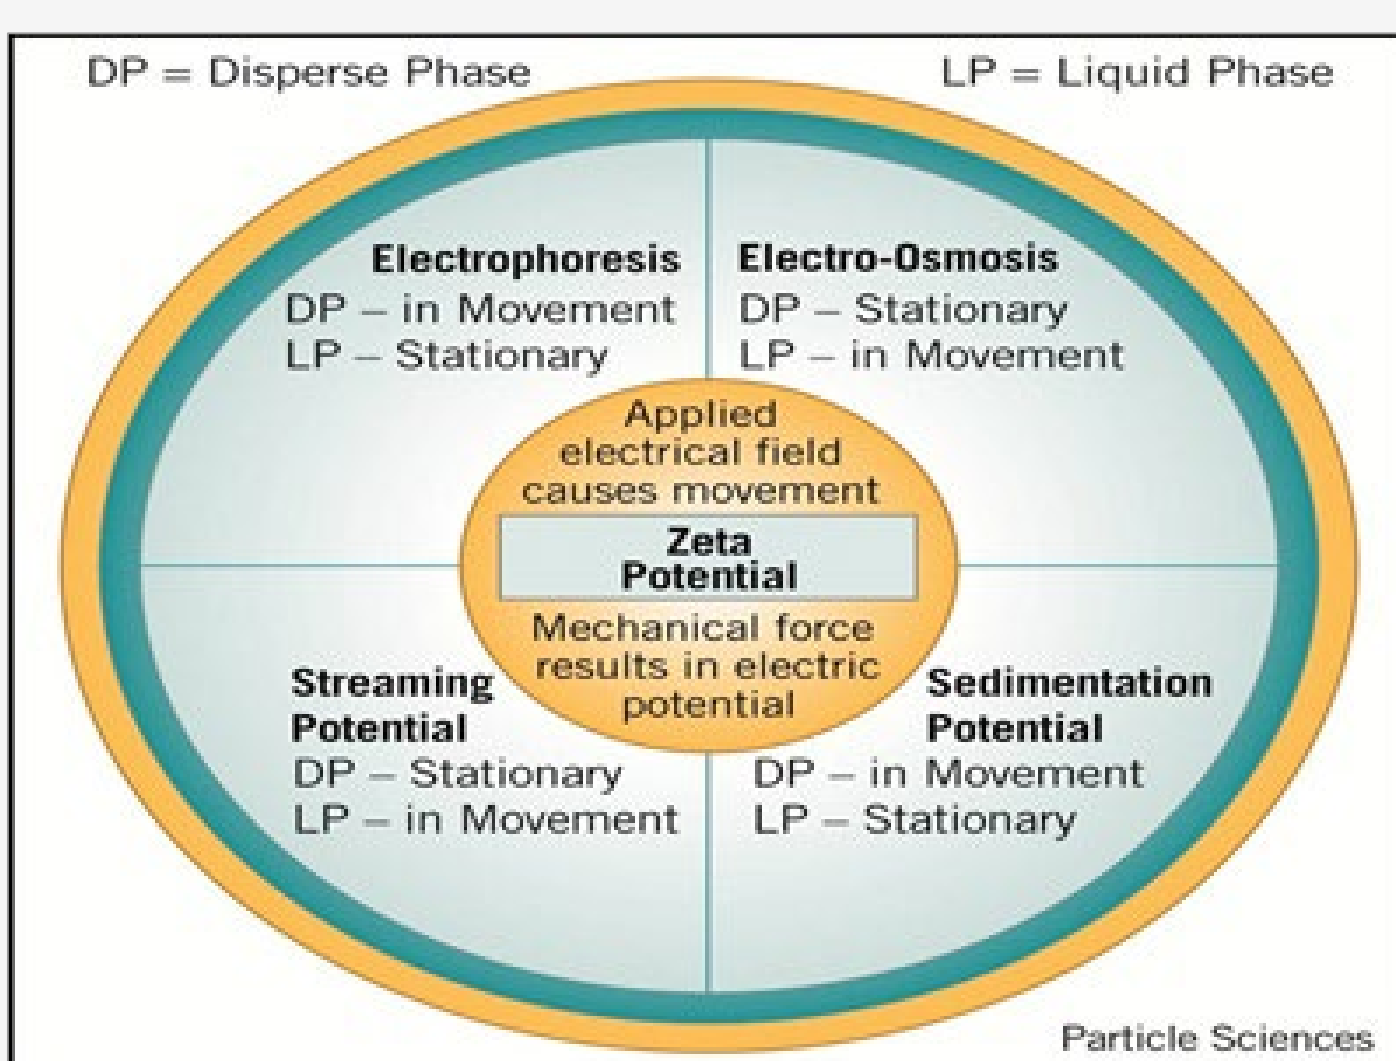 DP = Disperse Phase
LP = Liquid Phase
Electrophoresis
DP – in Movement
LP – Stationary
Electro-Osmosis
DP – Stationary
LP – in Movement
Applied
electrical field
causes movement
Zeta
Potential
Mechanical force
results in electric
potential
Streaming
Potential
DP – Stationary
LP – in Movement
Sedimentation
Potential
DP – in Movement
LP – Stationary
Particle Sciences